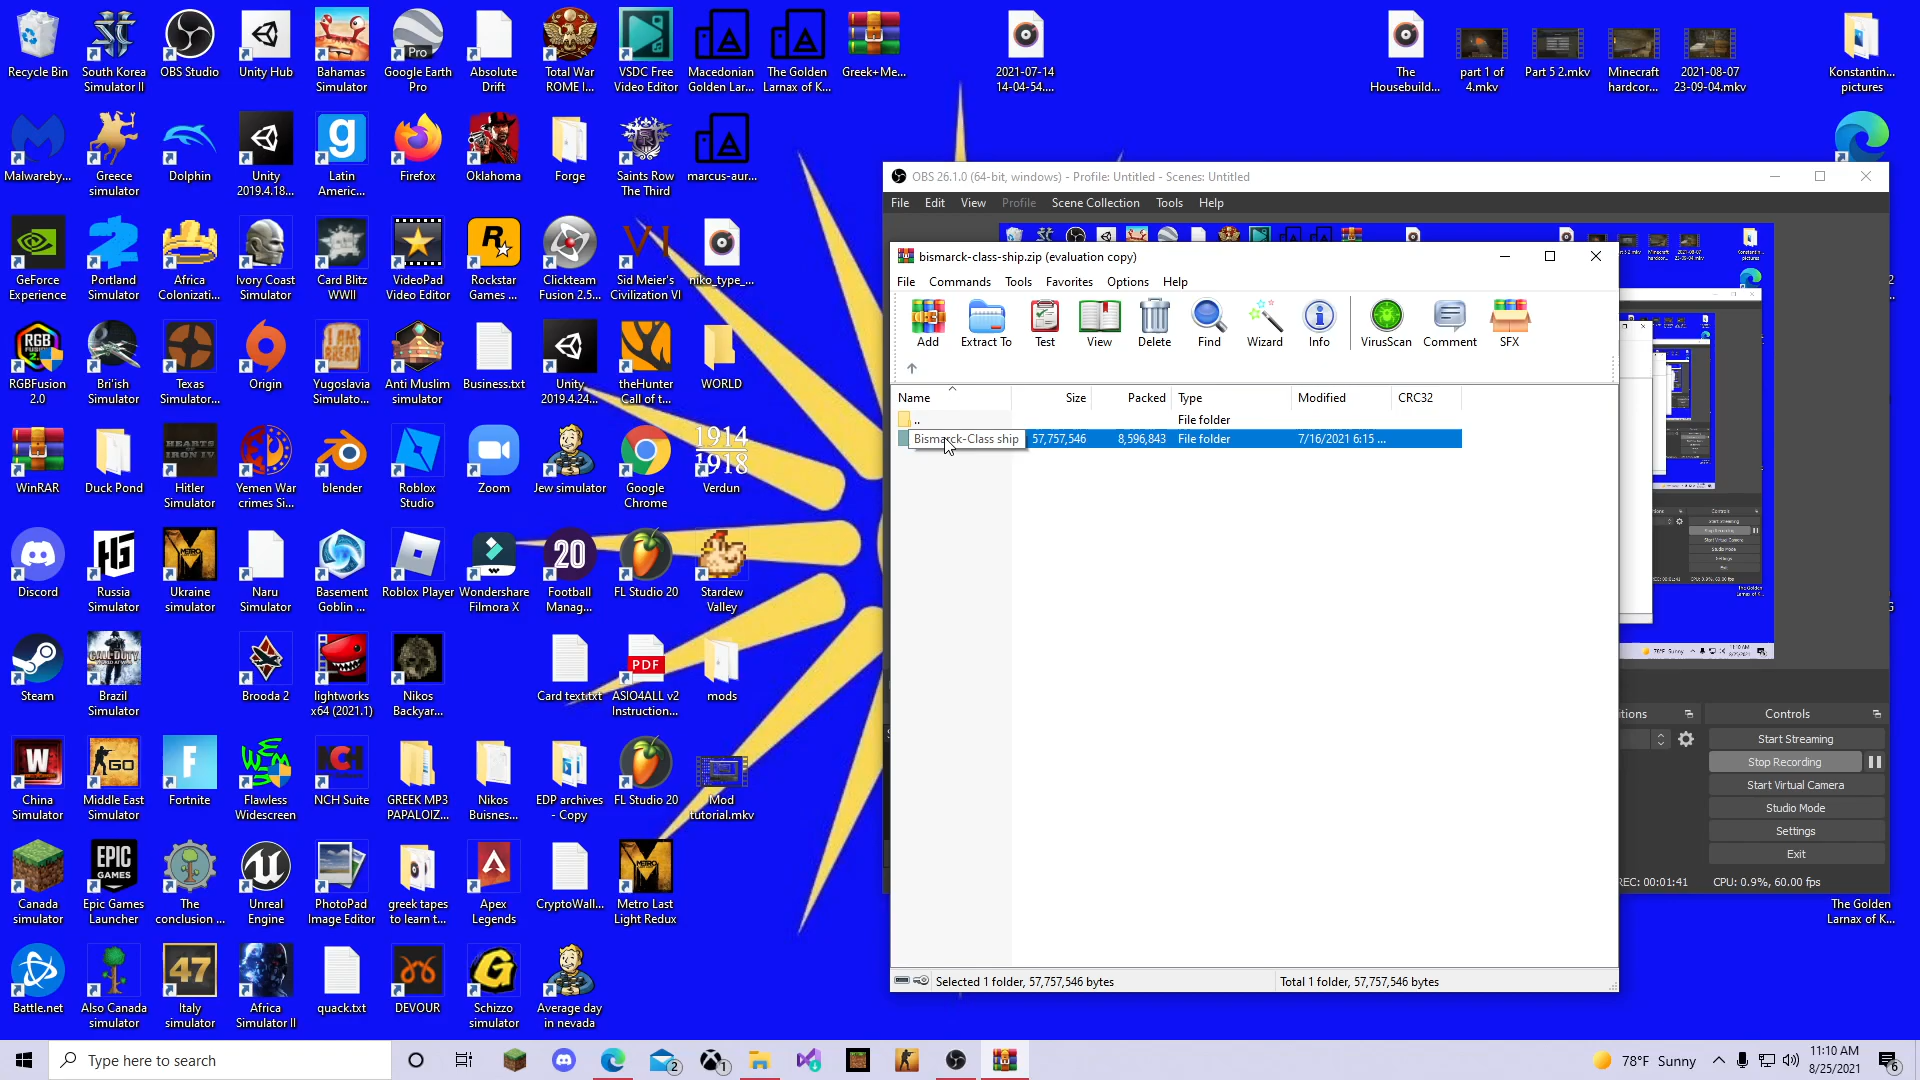 Recycle Bin
South Korea
Simulator II
OBS Studio
Unity Hub
Bahamas
Simulator
Google Earth
Pro
Absolute
Drift
Total War
ROME I...
VSDC Free
Video Editor
Macedonian
Golden Lar...
The Golden
Larnax of K...
Greek+Me...
2021-07-14
14-04-54....
The
Housebuild...
part 1 of
4.mkv
Part 5 2.mkv
Minecraft
hardcor...
2021-08-07
23-09-04.mkv
Konstantin...
pictures
Malwareby...
Greece
simulator
Dolphin
Unity
2019.4.18...
Latin
Americ...
Firefox
Oklahoma
Forge
Saints Row
The Third
marcus-aur...
GeForce
Experience
Portland
Simulator
Africa
Colonizati...
Ivory Coast
Simulator
Card Blitz
WWII
VideoPad
Video Editor
Rockstar
Games ...
Clickteam
Fusion 2.5...
Sid Meier's
Civilization VI
niko_type_...
RGBFusion
2.0
Bri'ish
Simulator
Texas
Simulator...
Origin
Yugoslavia
Simulato...
Anti Muslim
simulator
Business.txt
Unity
2019.4.24...
theHunter
Call of t...
WORLD
WinRAR
Duck Pond
HEARTS
OF IRON IV
Hitler
Simulator
Yemen War
crimes Si...
blender
Roblox
Studio
Zoom
Jew simulator
Google
Chrome
1914
1918
Verdun
Discord
Russia
Simulator
Ukraine
simulator
Naru
Simulator
Basement
Goblin ...
Roblox Player
Wondershare
Filmora X
20
Football
Manag...
FL Studio 20
Stardew
Valley
Steam
Brazil
Simulator
Brooda 2
lightworks
x64 (2021.1)
Nikos
Backyar...
Card text.txt
PDF
ASIO4ALL v2
Instruction...
mods
China
Simulator
Middle East
Simulator
Fortnite
Flawless
Widescreen
NCH Suite
GREEK MP3
PAPALOIZ...
Nikos
Buisnes...
EDP archives
- Copy
FL Studio 20
Mod
tutorial.mkv
Canada
simulator
Epic Games
Launcher
The
conclusion ...
Unreal
Engine
PhotoPad
Image Editor
greek tapes
to learn t...
Apex
Legends
CryptoWall...
Metro Last
Light Redux
Battle.net
Also Canada
simulator
47
Italy
simulator
Africa
Simulator II
quack.txt
DEVOUR
Schizzo
simulator
Average day
in nevada
OBS 26.1.0 (64-bit, windows) - Profile: Untitled - Scenes: Untitled
File Edit View Profile Scene Collection Tools Help
bismarck-class-ship.zip (evaluation copy)
File Commands Tools Favorites Options Help
Add Extract To Test View Delete Find Wizard Info VirusScan Comment SFX
Name Size Packed Type Modified CRC32
.. File folder
Bismarck-Class ship 57,757,546 8,596,843 File folder 7/16/2021 6:15 ...
Selected 1 folder, 57,757,546 bytes
Total 1 folder, 57,757,546 bytes
Controls
Start Streaming
Stop Recording
Start Virtual Camera
Studio Mode
Settings
Exit
REC: 00:01:41 CPU: 0.9%, 60.00 fps
The Golden
Larnax of K...
Type here to search
78°F Sunny
11:10 AM
8/25/2021